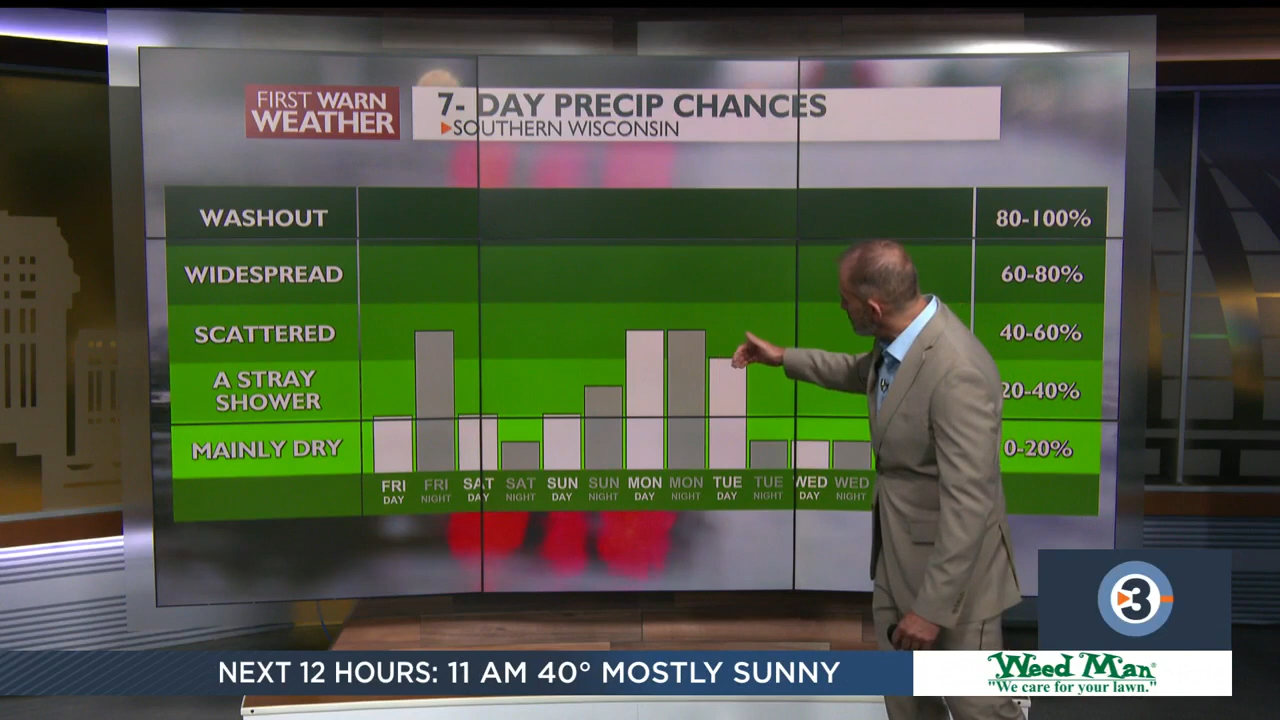 FIRST WARN
WEATHER
7- DAY PRECIP CHANCES
SOUTHERN WISCONSIN
WASHOUT
80-100%
WIDESPREAD
60-80%
SCATTERED
40-60%
A STRAY
SHOWER
20-40%
MAINLY DRY
0-20%
FRI FRI SAT SAT SUN SUN MON MON TUE TUE WED WED
DAY NIGHT DAY NIGHT DAY NIGHT DAY NIGHT DAY NIGHT DAY NIGHT
3
NEXT 12 HOURS: 11 AM 40° MOSTLY SUNNY
Weed Man®
"We care for your lawn."